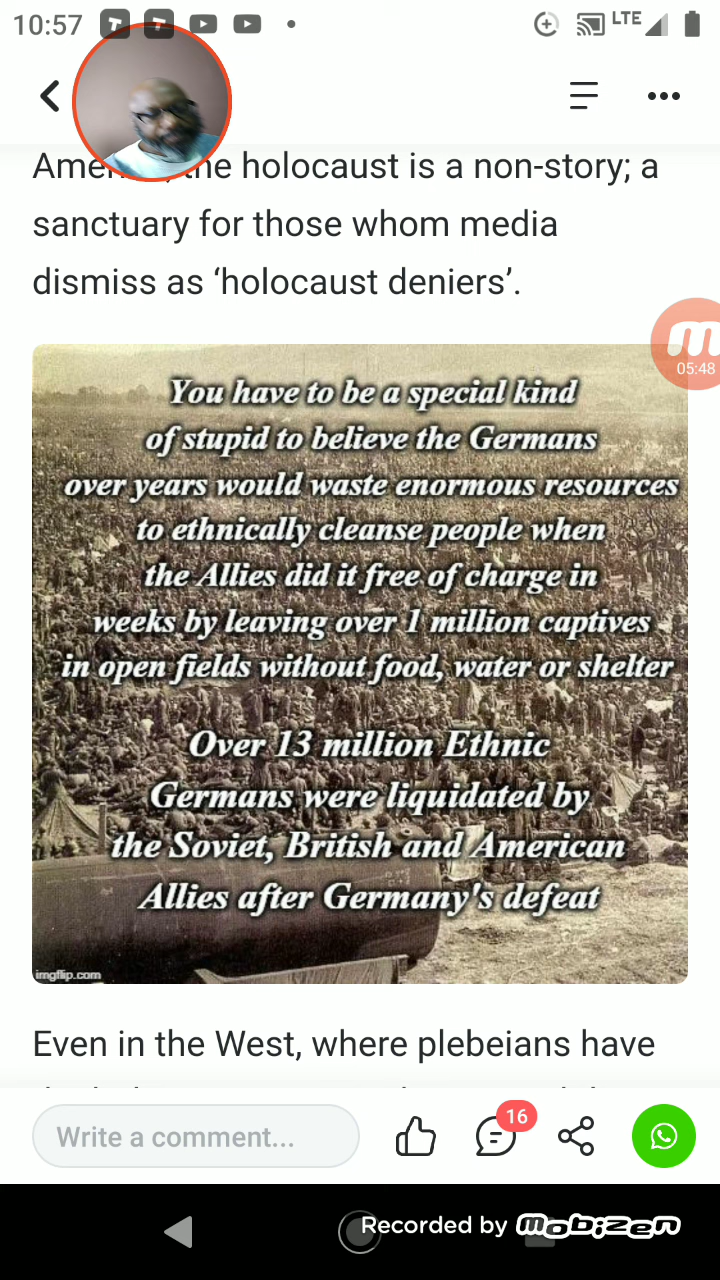 10:57
LTE
the holocaust is a non-story; a
sanctuary for those whom media
dismiss as ‘holocaust deniers’.
05:48
You have to be a special kind
of stupid to believe the Germans
over years would waste enormous resources
to ethnically cleanse people when
the Allies did it free of charge in
weeks by leaving over 1 million captives
in open fields without food, water or shelter
Over 13 million Ethnic
Germans were liquidated by
the Soviet, British and American
Allies after Germany's defeat
imgflip.com
Even in the West, where plebeians have
Write a comment...
16
Recorded by mobizen